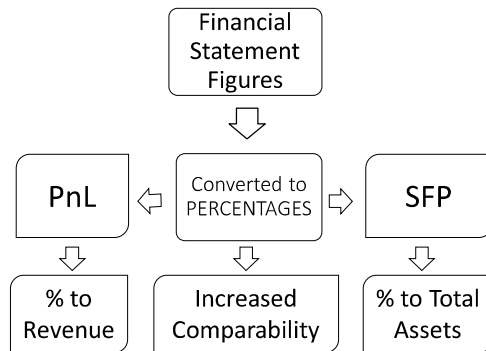 Financial
Statement
Figures
PnL
Converted to
PERCENTAGES
SFP
% to
Revenue
Increased
Comparability
% to Total
Assets